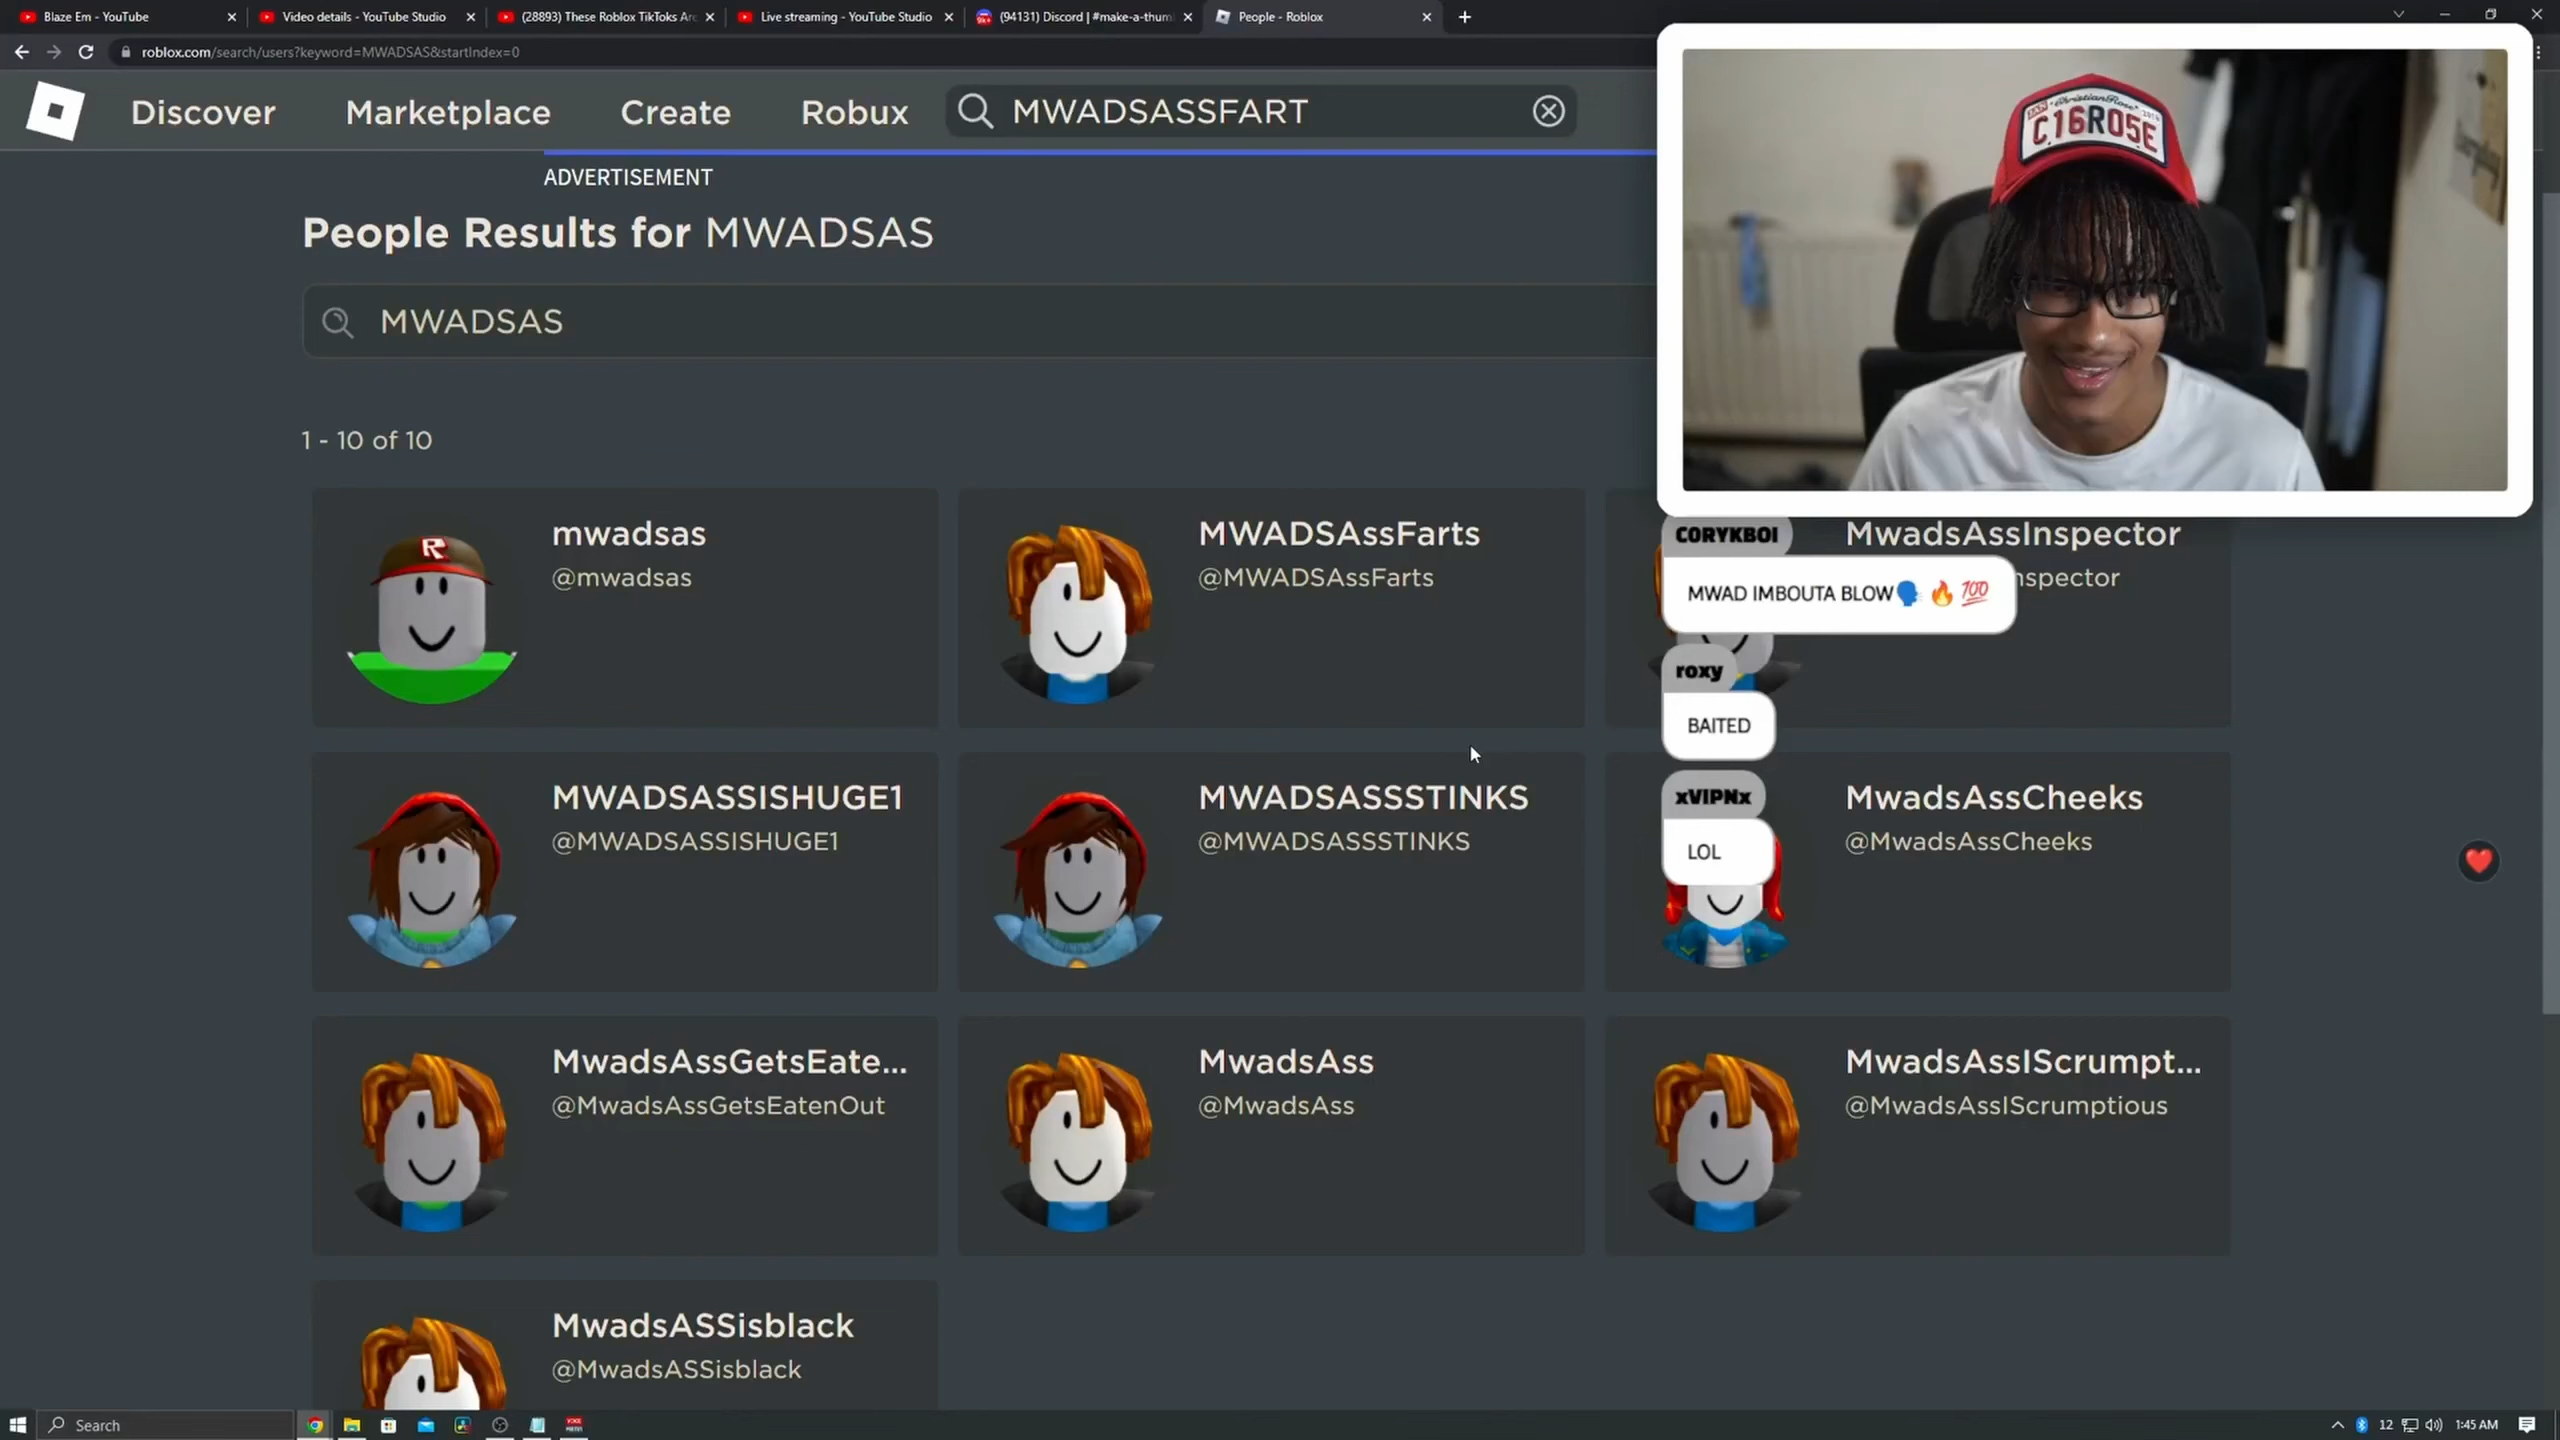 Blaze Em - YouTube
Video details - YouTube Studio
(28893) These Roblox TikToks Are
Live streaming - YouTube Studio
(94131) Discord | #make-a-thum
People - Roblox
roblox.com/search/users?keyword=MWADSAS&startIndex=0
Discover
Marketplace
Create
Robux
MWADSASSFART
ADVERTISEMENT
People Results for MWADSAS
MWADSAS
1 - 10 of 10
mwadsas
@mwadsas
MWADSAssFarts
@MWADSAssFarts
MwadsAssInspector
nspector
MWADSASSISHUGE1
@MWADSASSISHUGE1
MWADSASSSTINKS
@MWADSASSSTINKS
MwadsAssCheeks
@MwadsAssCheeks
MwadsAssGetsEate...
@MwadsAssGetsEatenOut
MwadsAss
@MwadsAss
MwadsAssIScrumpt...
@MwadsAssIScrumptious
MwadsASSisblack
@MwadsASSisblack
ChristianRose
C16R05E
CORYKBOI
MWAD IMBOUTA BLOW🗣️🔥💯
roxy
BAITED
xVIPNx
LOL
Search
12
1:45 AM